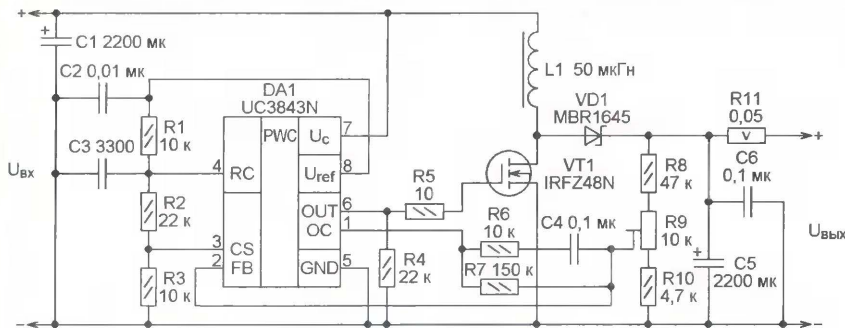 +
+
C1 2200 мк
C2 0,01 мк
DA1
UC3843N
L1 50 мкГн
VD1
MBR1645
R11
0,05
V
+
+
R1
10 к
PWC
Uc
7
C3 3300
4
RC
Uref
8
Uвх
R5
10
VT1
IRFZ48N
R8
47 к
C6
0,1 мк
R2
22 к
OUT
6
OC
1
R6
10 к
C4 0,1 мк
R9
10 к
Uвых
3
CS
2
FB
GND
5
R4
22 к
R7 150 к
+
C5
2200 мк
R3
10 к
R10
4,7 к
−
−